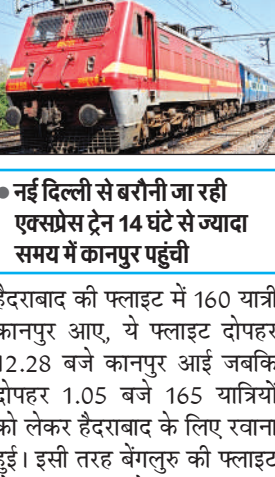 ● नई दिल्ली से बरौनी जा रही
एक्सप्रेस ट्रेन 14 घंटे से ज्यादा
समय में कानपुर पहुंची
हैदराबाद की फ्लाइट में 160 यात्री
कानपुर आए, ये फ्लाइट दोपहर
12.28 बजे कानपुर आई जबकि
दोपहर 1.05 बजे 165 यात्रियों
को लेकर हैदराबाद के लिए रवाना
हुई। इसी तरह बेंगलुरु की फ्लाइट